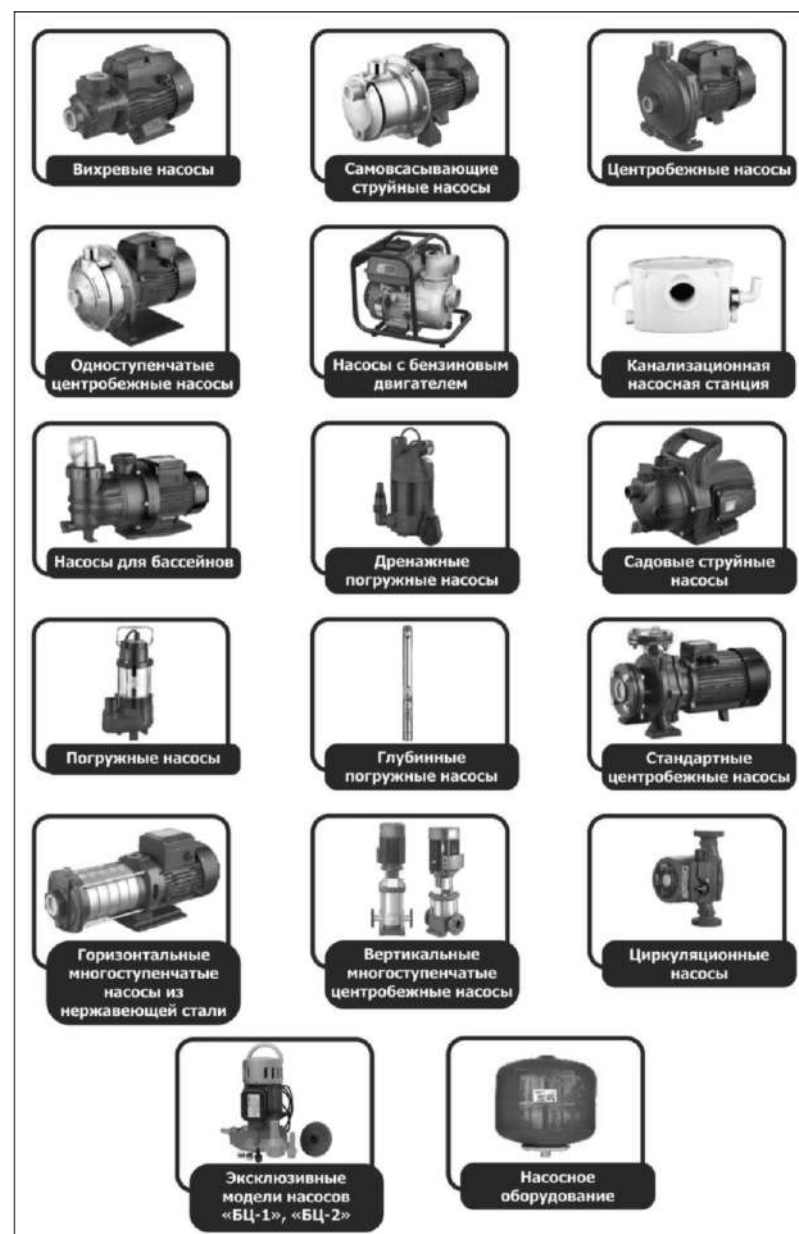 Вихревые насосы
Самовсасывающие
струйные насосы
Центробежные насосы
Одноступенчатые
центробежные насосы
Насосы с бензиновым
двигателем
Канализационная
насосная станция
Насосы для бассейнов
Дренажные
погружные насосы
Садовые струйные
насосы
Погружные насосы
Глубинные
погружные насосы
Стандартные
центробежные насосы
Горизонтальные
многоступенчатые
насосы из
нержавеющей стали
Вертикальные
многоступенчатые
центробежные насосы
Циркуляционные
насосы
Эксклюзивные
модели насосов
«БЦ-1», «БЦ-2»
Насосное
оборудование